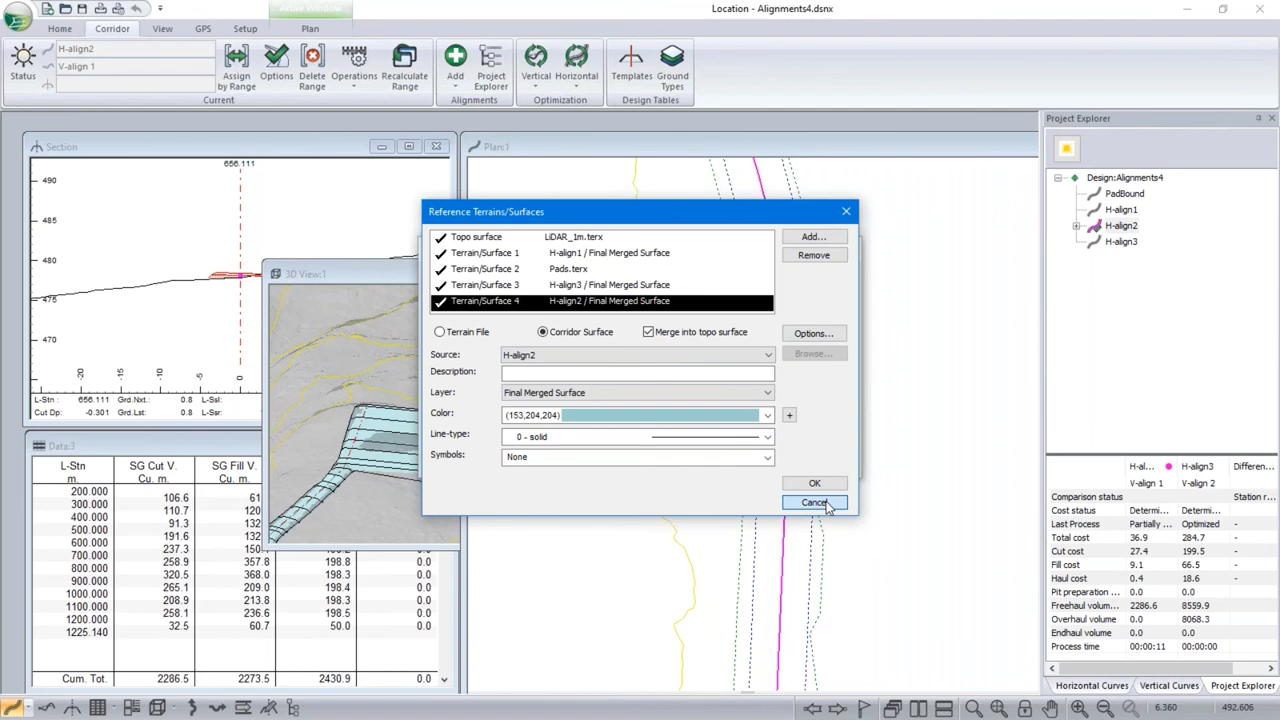 Active Window
Location - Alignments4.dsnx
Home
Corridor
View
GPS
Setup
Plan
Status
H-align2
V-align 1
Assign by Range
Options
Delete Range
Operations
Recalculate Range
Current
Add
Project Explorer
Alignments
Vertical
Horizontal
Optimization
Templates
Ground Types
Design Tables
Section
656.111
490
485
480
475
470
-20
-15
-10
-5
0
L-Stn : 656.111 Grd.Nxt.: 0.8 L-Ssr:
Cut Dp: -0.301 Grd.Lst: 0.8 L-Slr:
Plan:1
3D View:1
Reference Terrains/Surfaces
Topo surface LiDAR_1m.terx
Terrain/Surface 1 H-align1 / Final Merged Surface
Terrain/Surface 2 Pads.terx
Terrain/Surface 3 H-align3 / Final Merged Surface
Terrain/Surface 4 H-align2 / Final Merged Surface
Add...
Remove
Terrain File
Corridor Surface
Merge into topo surface
Options...
Source: H-align2
Browse...
Description:
Layer: Final Merged Surface
Color: (153,204,204)
+
Line-type: 0 - solid
Symbols: None
OK
Cancel
Data:3
L-Stn SG Cut V. SG Fill V.
m. Cu. m. Cu. m.
200.000
300.000 106.6 61
400.000 110.7 120
500.000 91.3 132
600.000 191.6 132
700.000 237.3 150
800.000 258.9 357.8 198.8 0.0
900.000 320.5 368.0 198.3 0.0
1000.000 265.1 209.0 198.4 0.0
1100.000 208.9 213.8 198.3 0.0
1200.000 258.1 236.6 198.5 0.0
1225.140 32.5 60.7 50.0 0.0
Cum. Tot. 2286.5 2273.5 2430.9 0.0
Project Explorer
Design:Alignments4
PadBound
H-align1
H-align2
H-align3
H-al... H-align3 Differen...
V-align 1 V-align 2
Comparison status Station r...
Cost status Determi... Determi... -
Last Process Partially ... Optimized -
Total cost 36.9 284.7 -
Cut cost 27.4 199.5 -
Fill cost 9.1 66.5 -
Haul cost 0.4 18.6 -
Pit preparation ... 0.0 0.0 -
Freehaul volum... 2286.6 8559.9 -
Overhaul volume 0.0 8068.3 -
Endhaul volume 0.0 0.0 -
Process time 00:00:11 00:00:00 -
Horizontal Curves
Vertical Curves
Project Explorer
6.360
492.606